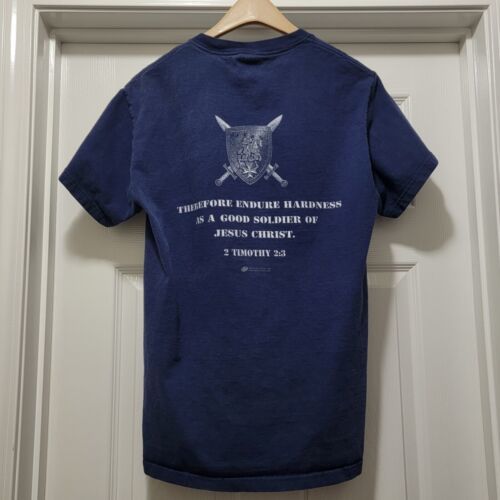 THEREFORE ENDURE HARDNESS
AS A GOOD SOLDIER OF
JESUS CHRIST.
2 TIMOTHY 2:3